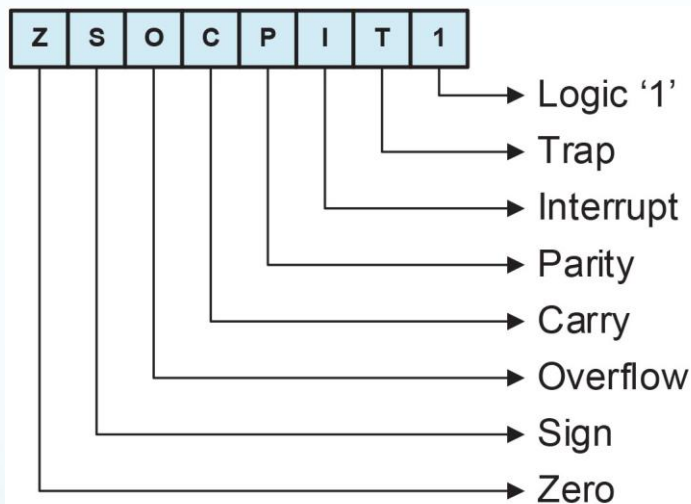 Z S O C P I T 1
Logic ‘1’
Trap
Interrupt
Parity
Carry
Overflow
Sign
Zero